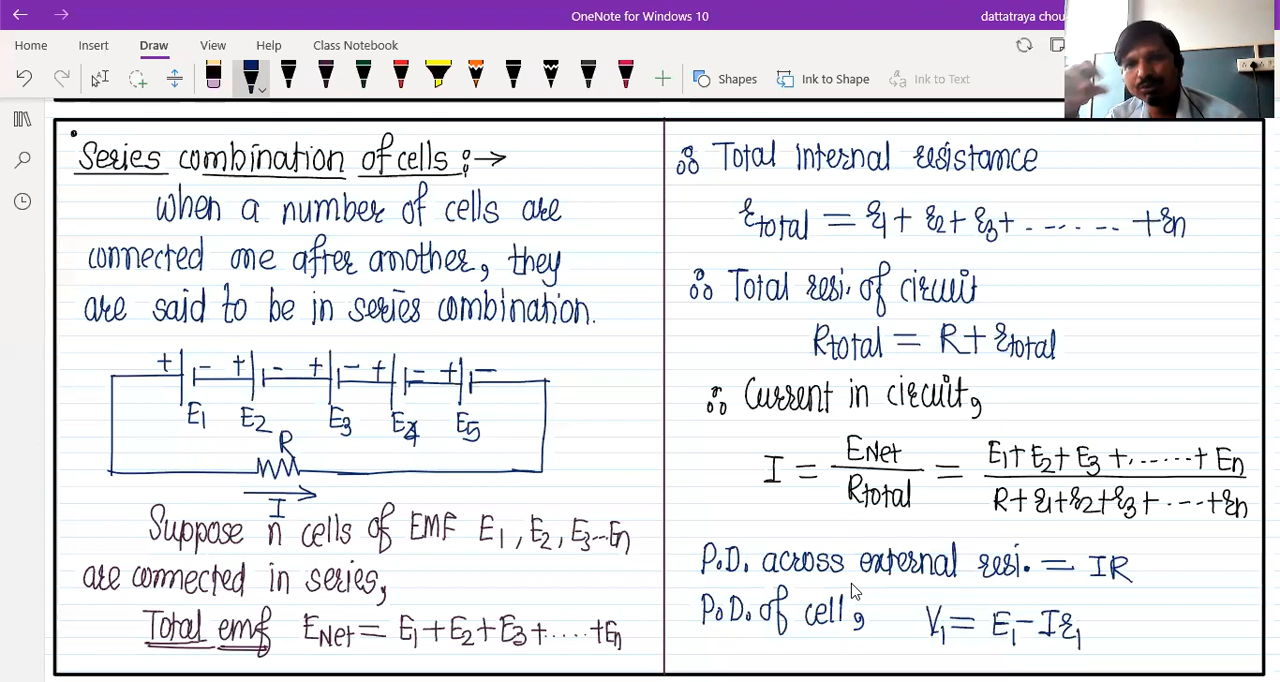 OneNote for Windows 10
dattatraya chou
Home Insert Draw View Help Class Notebook
Shapes Ink to Shape Ink to Text
Series combination of cells :→
when a number of cells are
connected one after another, they
are said to be in series combination.
+ - + - + - + - + -
E1 E2 E3 E4 E5
R
I
Suppose n cells of EMF E1, E2, E3--En
are connected in series,
Total emf ENet = E1 + E2 + E3 + .... + En
∴ Total internal resistance
rtotal = r1 + r2 + r3 + ........ + rn
∴ Total resi. of circuit
Rtotal = R + rtotal
∴ Current in circuit,
I = ENet / Rtotal = E1 + E2 + E3 + ...... + En / R + r1 + r2 + r3 + .... + rn
P.D. across external resi. = IR
P.D. of cell, V1 = E1 - Ir1